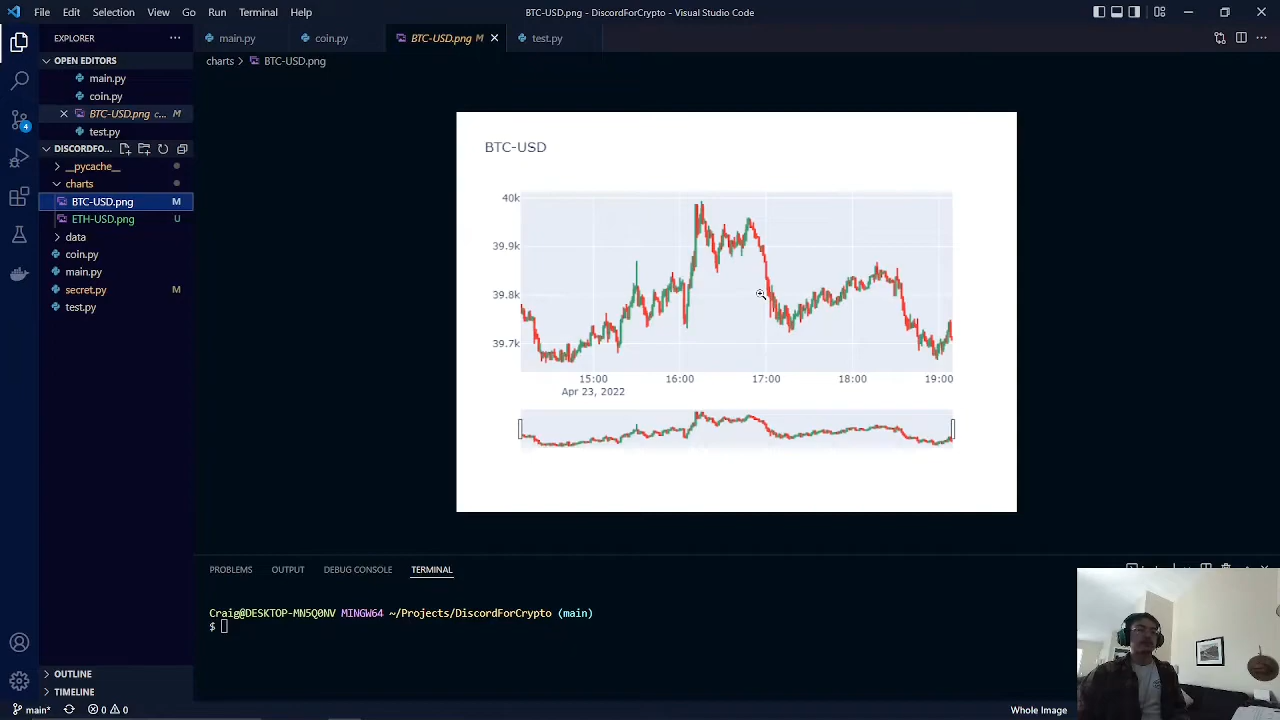 File Edit Selection View Go Run Terminal Help
BTC-USD.png - DiscordForCrypto - Visual Studio Code
EXPLORER
main.py
coin.py
BTC-USD.png M
test.py
OPEN EDITORS
main.py
coin.py
BTC-USD.png c... M
test.py
DISCORDFO...
__pycache__
charts
BTC-USD.png M
ETH-USD.png U
data
coin.py
main.py
secret.py M
test.py
OUTLINE
TIMELINE
4
charts > BTC-USD.png
BTC-USD
40k
39.9k
39.8k
39.7k
15:00 16:00 17:00 18:00 19:00
Apr 23, 2022
PROBLEMS OUTPUT DEBUG CONSOLE TERMINAL
Craig@DESKTOP-MN5Q0NV MINGW64 ~/Projects/DiscordForCrypto (main)
$
main* 0 0
Whole Image